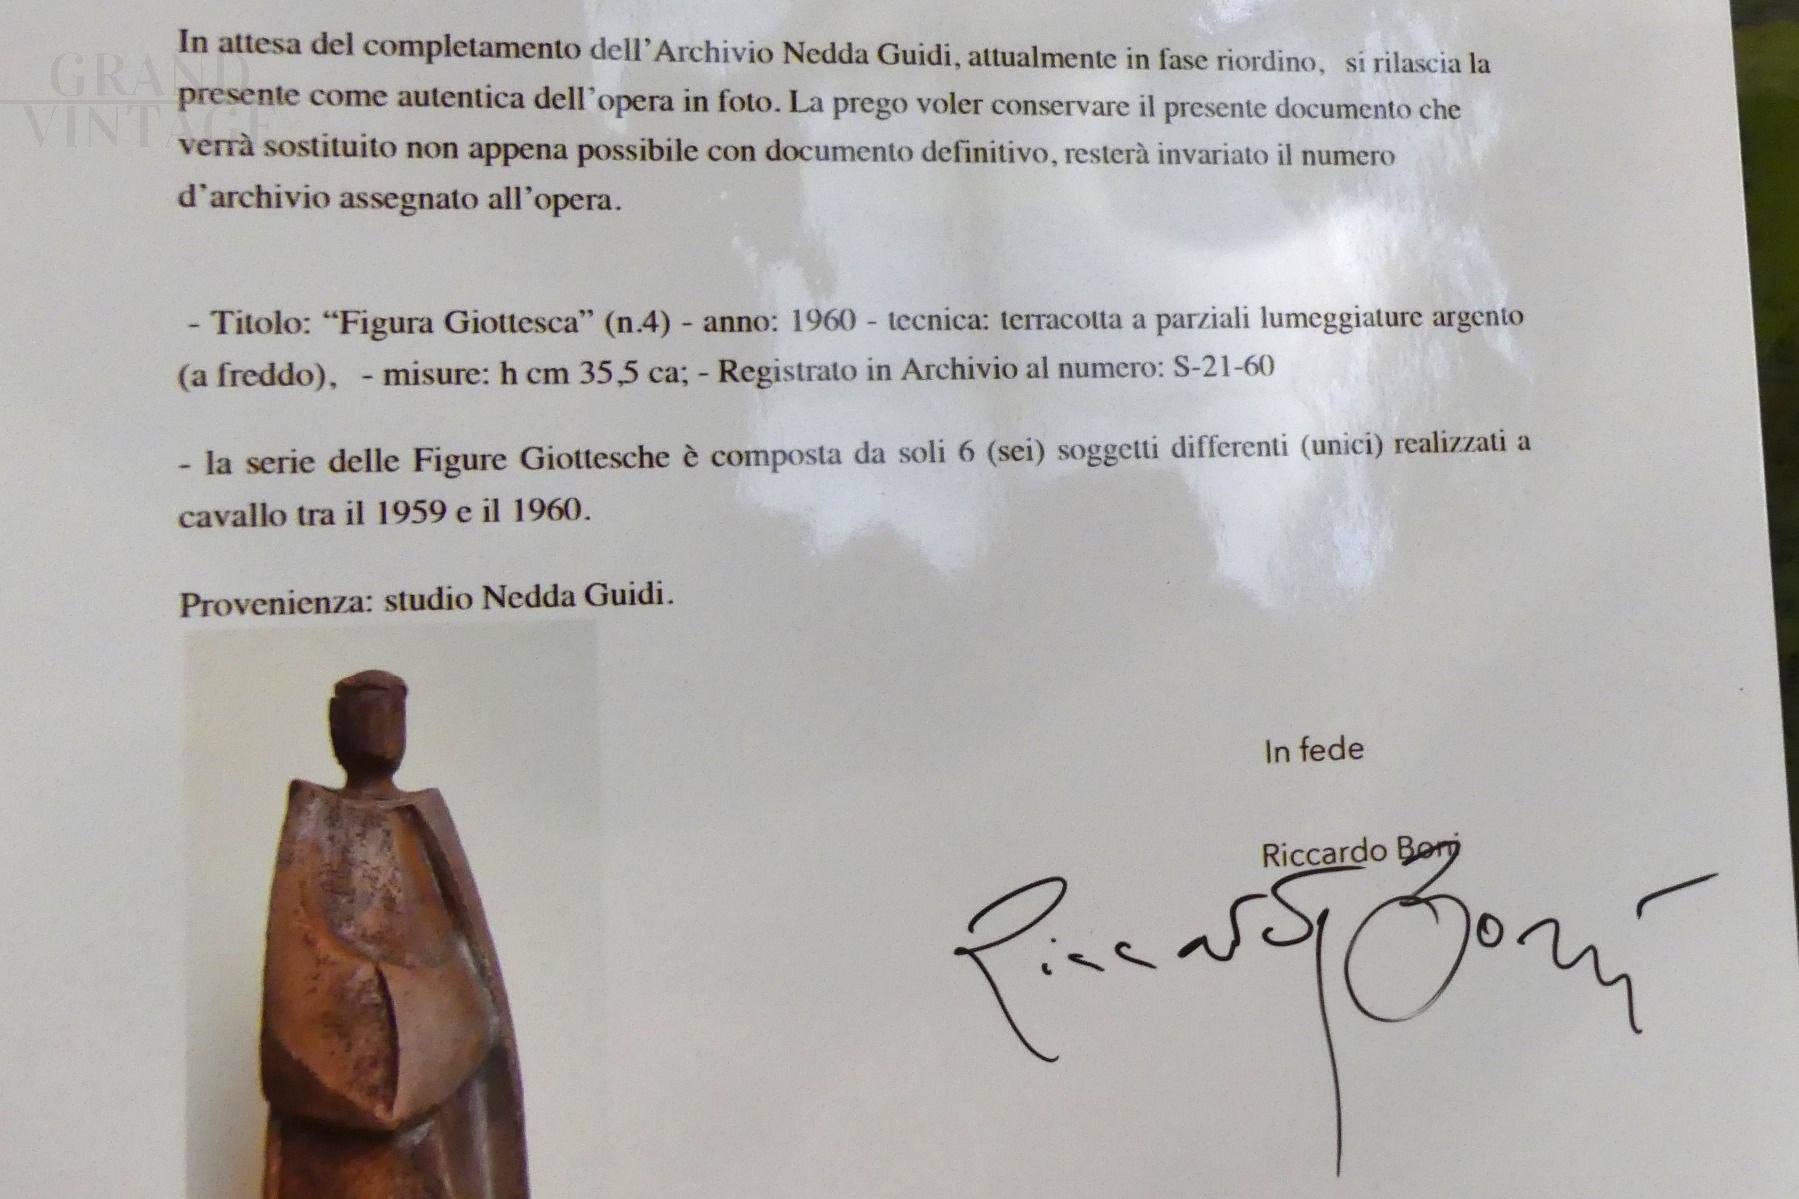 GRAND
VINTAGE
In attesa del completamento dell'Archivio Nedda Guidi, attualmente in fase riordino, si rilascia la
presente come autentica dell'opera in foto. La prego voler conservare il presente documento che
verrà sostituito non appena possibile con documento definitivo, resterà invariato il numero
d'archivio assegnato all'opera.
- Titolo: “Figura Giottesca” (n.4) - anno: 1960 - tecnica: terracotta a parziali lumeggiature argento
(a freddo), - misure: h cm 35,5 ca; - Registrato in Archivio al numero: S-21-60
- la serie delle Figure Giottesche è composta da soli 6 (sei) soggetti differenti (unici) realizzati a
cavallo tra il 1959 e il 1960.
Provenienza: studio Nedda Guidi.
In fede
Riccardo Boni
Riccardo Boni